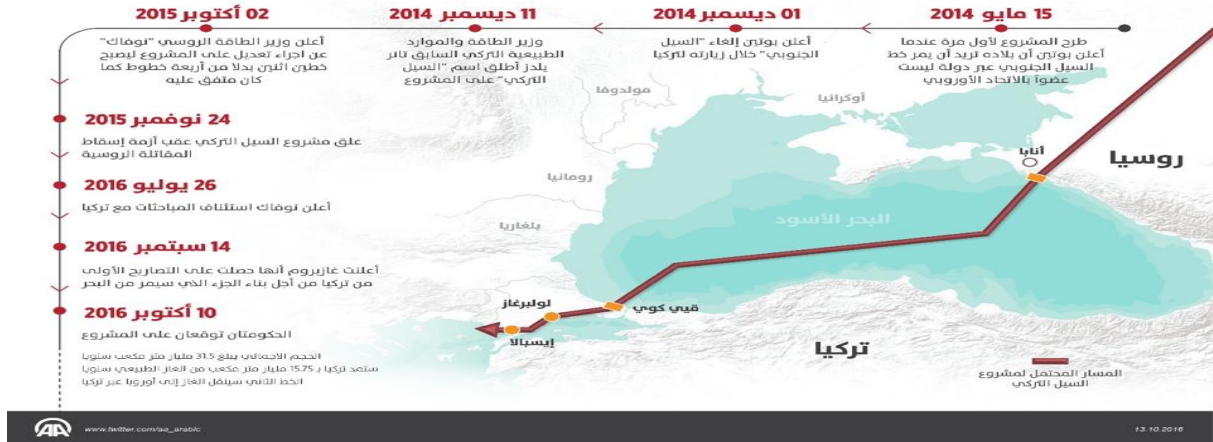 15 مايو 2014
طرح المشروع لأول مرة عندما
أعلن بوتين أن بلاده تريد أن يمر خط
السيل الجنوبي عبر دولة ليست
عضواً بالاتحاد الأوروبي
01 ديسمبر 2014
أعلن بوتين إلغاء "السيل
الجنوبي" خلال زيارته لتركيا
11 ديسمبر 2014
وزير الطاقة والموارد
الطبيعية التركي السابق تانر
يلدز أطلق اسم "السيل
التركي" على المشروع
02 أكتوبر 2015
أعلن وزير الطاقة الروسي "نوفاك"
عن اجراء تعديل على المشروع ليصبح
خطين اثنين بدلا من أربعة خطوط كما
كان متفق عليه
24 نوفمبر 2015
علق مشروع السيل التركي عقب أزمة إسقاط
المقاتلة الروسية
26 يوليو 2016
أعلن نوفاك استئناف المباحثات مع تركيا
14 سبتمبر 2016
أعلنت غازبروم أنها حصلت على التصاريح الأولى
من تركيا من أجل بناء الجزء الذي سيمر من البحر
10 أكتوبر 2016
الحكومتان توقعان على المشروع
الحجم الاجمالي يبلغ 31.5 مليار متر مكعب سنويا
ستمد تركيا بـ 15.75 مليار متر مكعب من الغاز الطبيعي سنويا
الخط الثاني سينقل الغاز إلى أوروبا عبر تركيا
مولدوفا
أوكرانيا
أنابا
روسيا
رومانيا
البحر الأسود
بلغاريا
لولبرغاز
قيي كوي
إيبسالا
تركيا
المسار المحتمل لمشروع
السيل التركي
AA
www.twitter.com/aa_arabic
13.10.2016